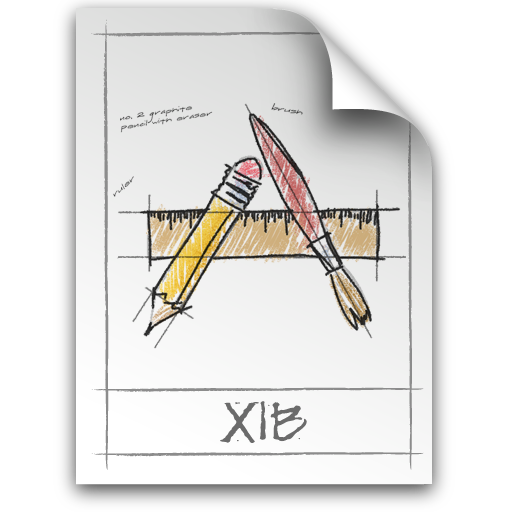 no. 2 graphite
pencil with eraser
brush
ruler
XIB